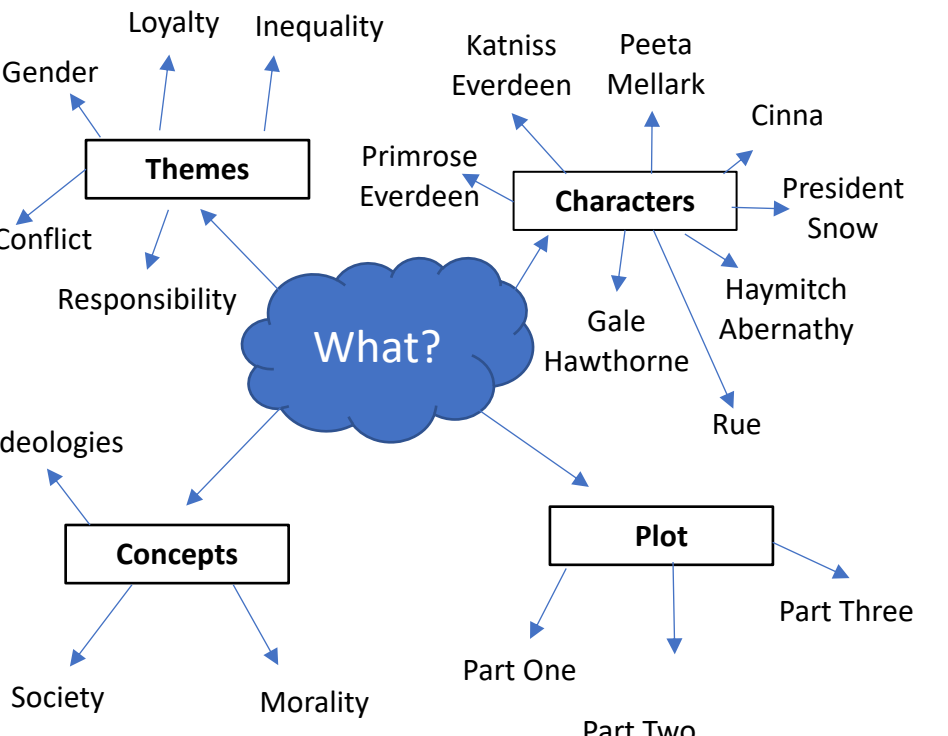 Loyalty
Inequality
Gender
Themes
Conflict
Responsibility
Katniss
Everdeen
Peeta
Mellark
Cinna
Primrose
Everdeen
Characters
President
Snow
Haymitch
Abernathy
Gale
Hawthorne
Rue
What?
deologies
Concepts
Society
Morality
Plot
Part Three
Part One
Part Two